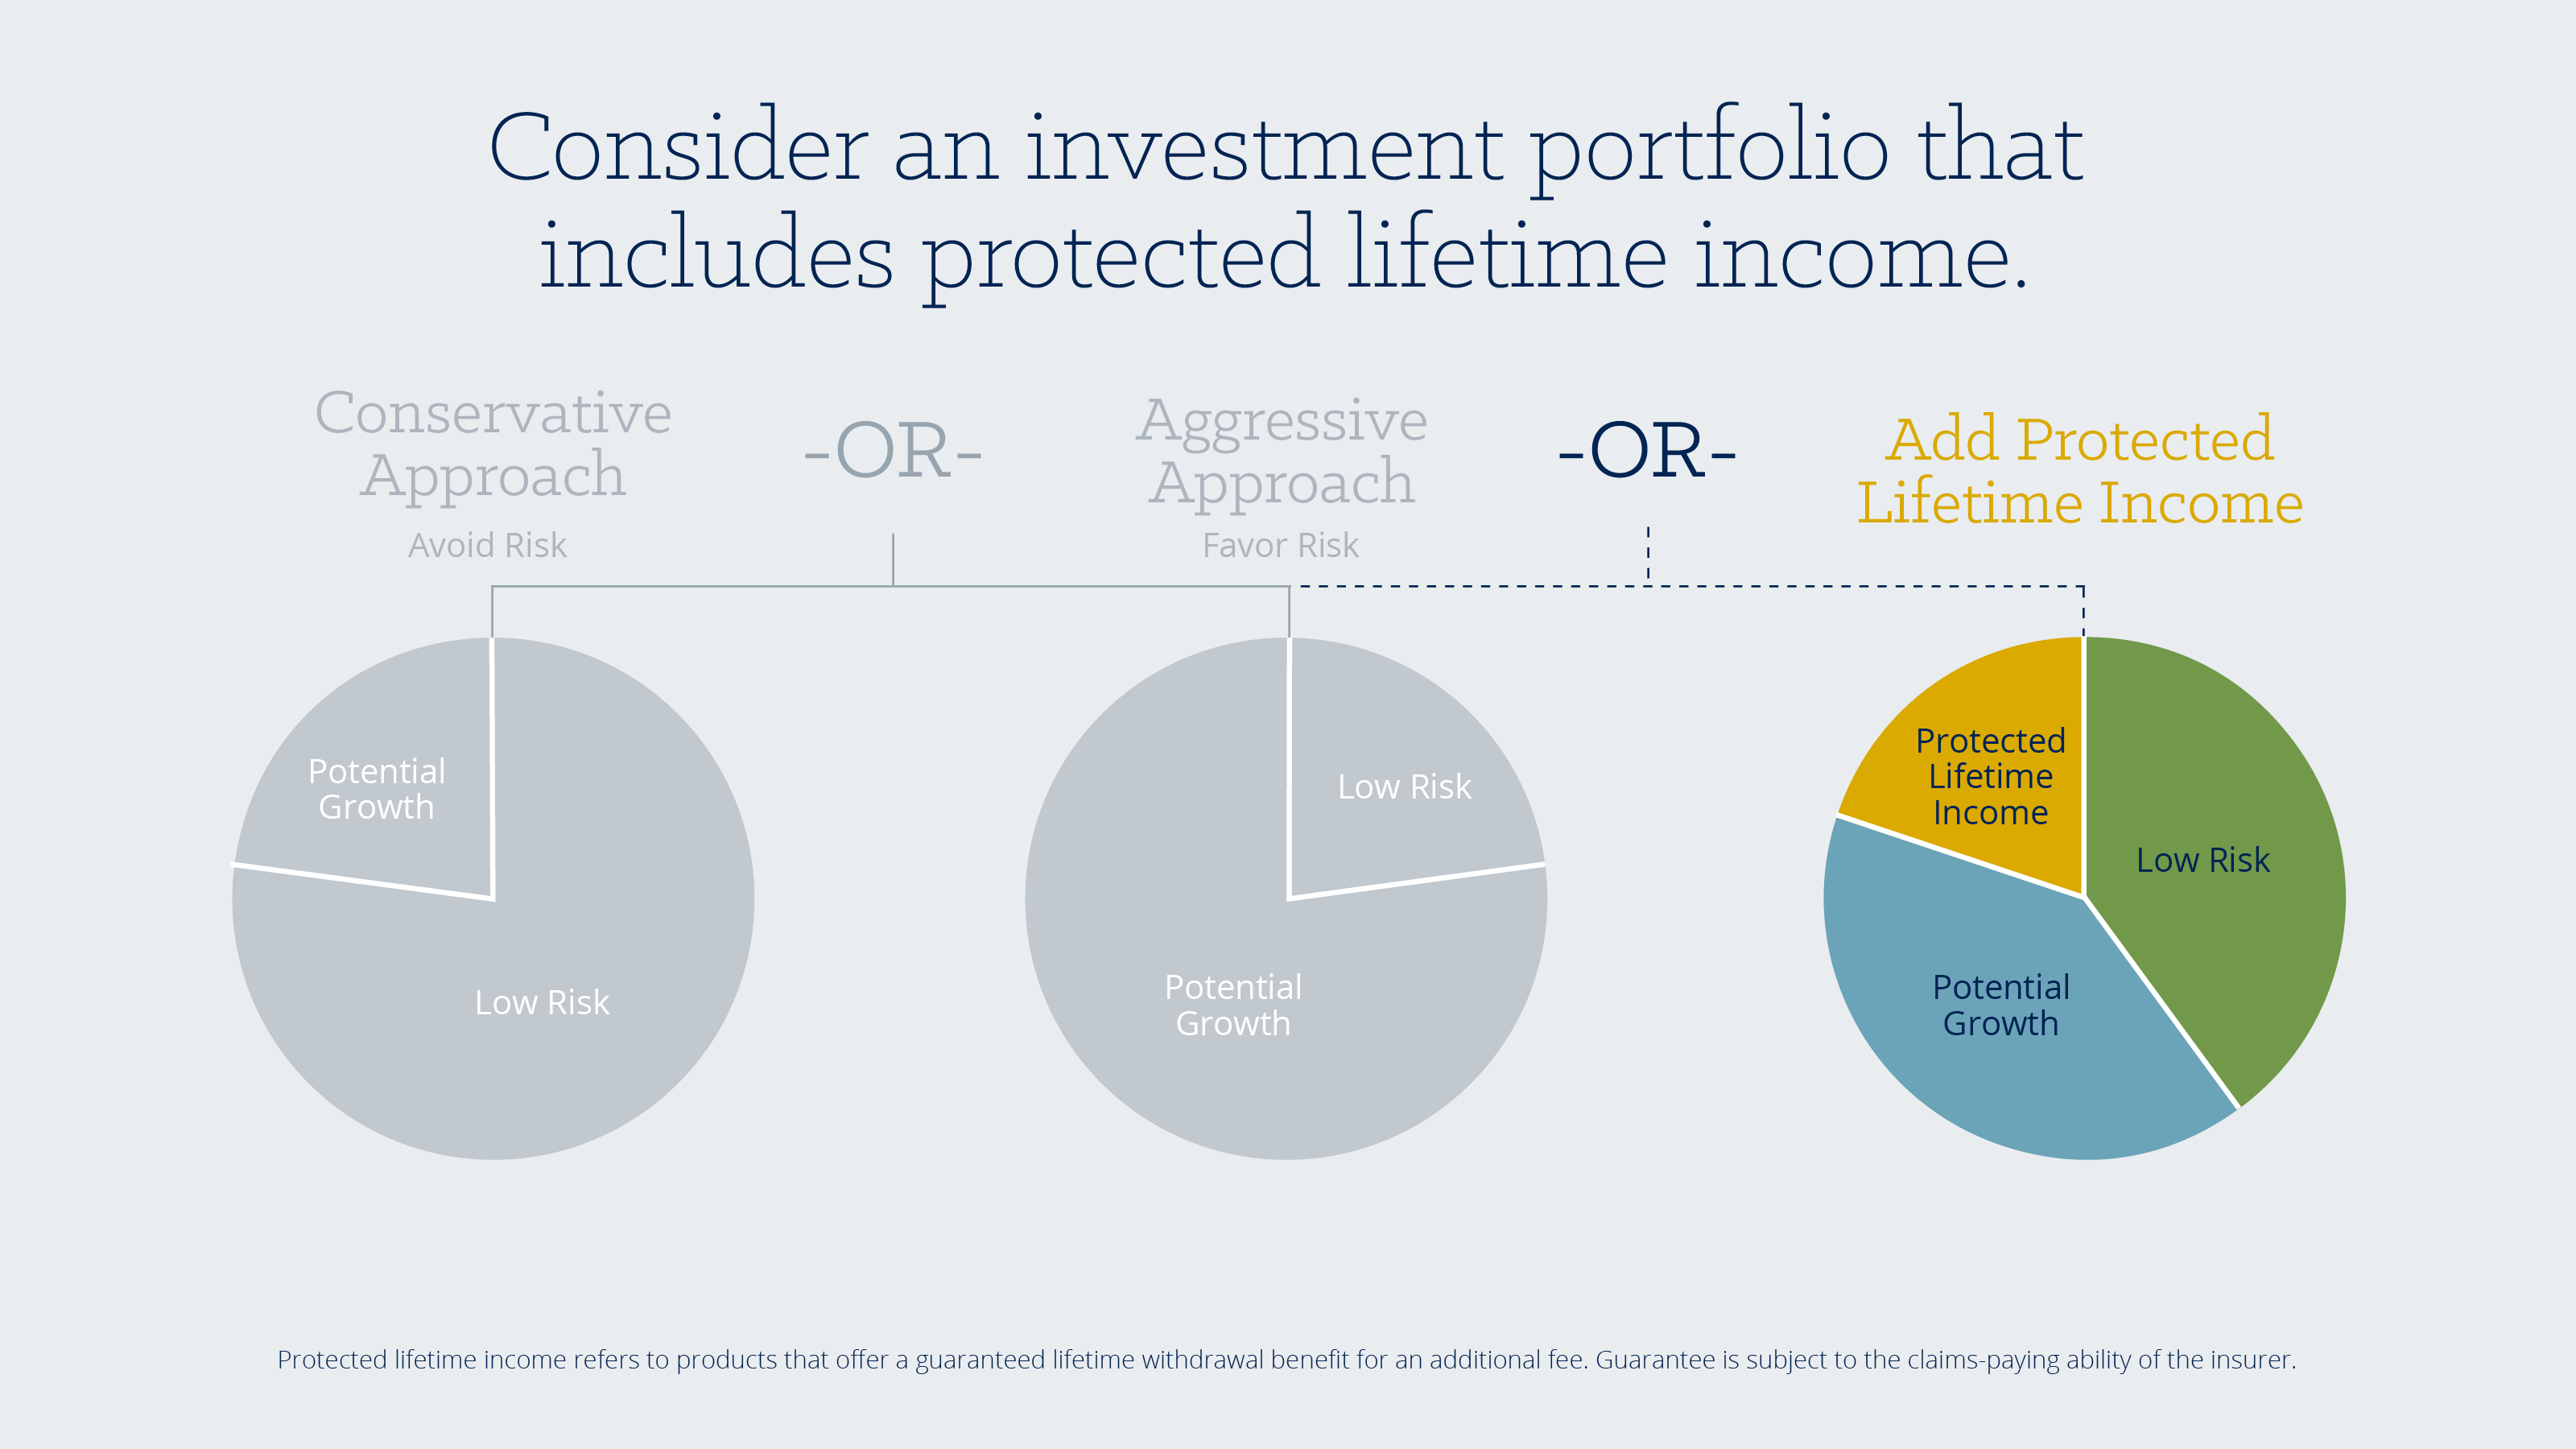 Consider an investment portfolio that
includes protected lifetime income.
Conservative
Approach
Avoid Risk
-OR-
Aggressive
Approach
Favor Risk
-OR-
Add Protected
Lifetime Income
Potential
Growth
Low Risk
Low Risk
Potential
Growth
Protected
Lifetime
Income
Low Risk
Potential
Growth
Protected lifetime income refers to products that offer a guaranteed lifetime withdrawal benefit for an additional fee. Guarantee is subject to the claims-paying ability of the insurer.